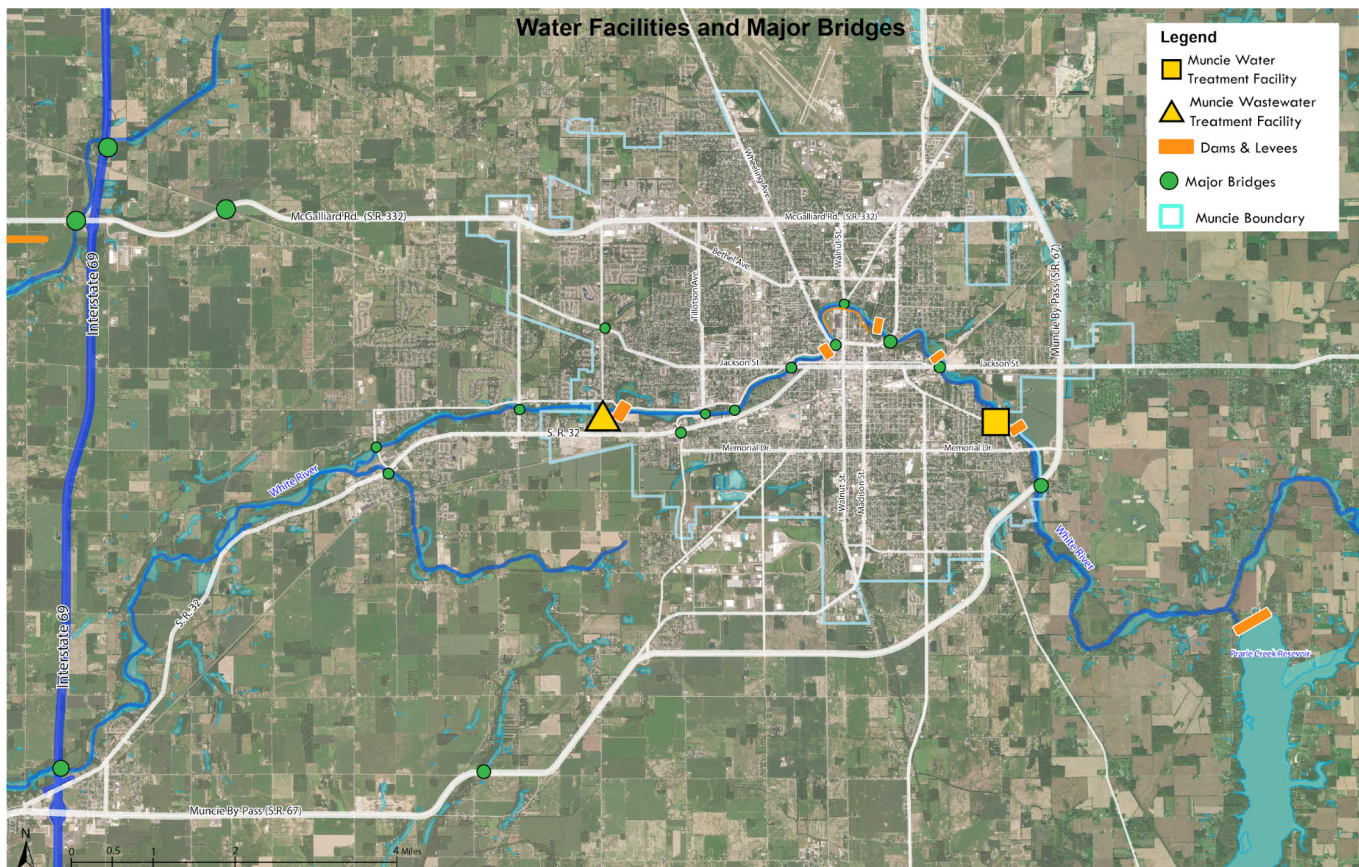 Water Facilities and Major Bridges
Legend
Muncie Water
Treatment Facility
Muncie Wastewater
Treatment Facility
Dams & Levees
Major Bridges
Muncie Boundary
McGalliard Rd. (S.R. 332)
McGalliard Rd. (S.R. 332)
Wheeling Ave.
Walnut St.
Bethel Ave.
Tillotson Ave.
Muncie By-Pass (S.R. 67)
Interstate 69
Jackson St.
Jackson St.
S.R. 32
Memorial Dr.
Memorial Dr.
White River
Walnut St.
Madison St.
White River
S.R. 32
Interstate 69
Prarie Creek Resevoir
Muncie By-Pass (S.R. 67)
N
0 0.5 1 2 4 Miles